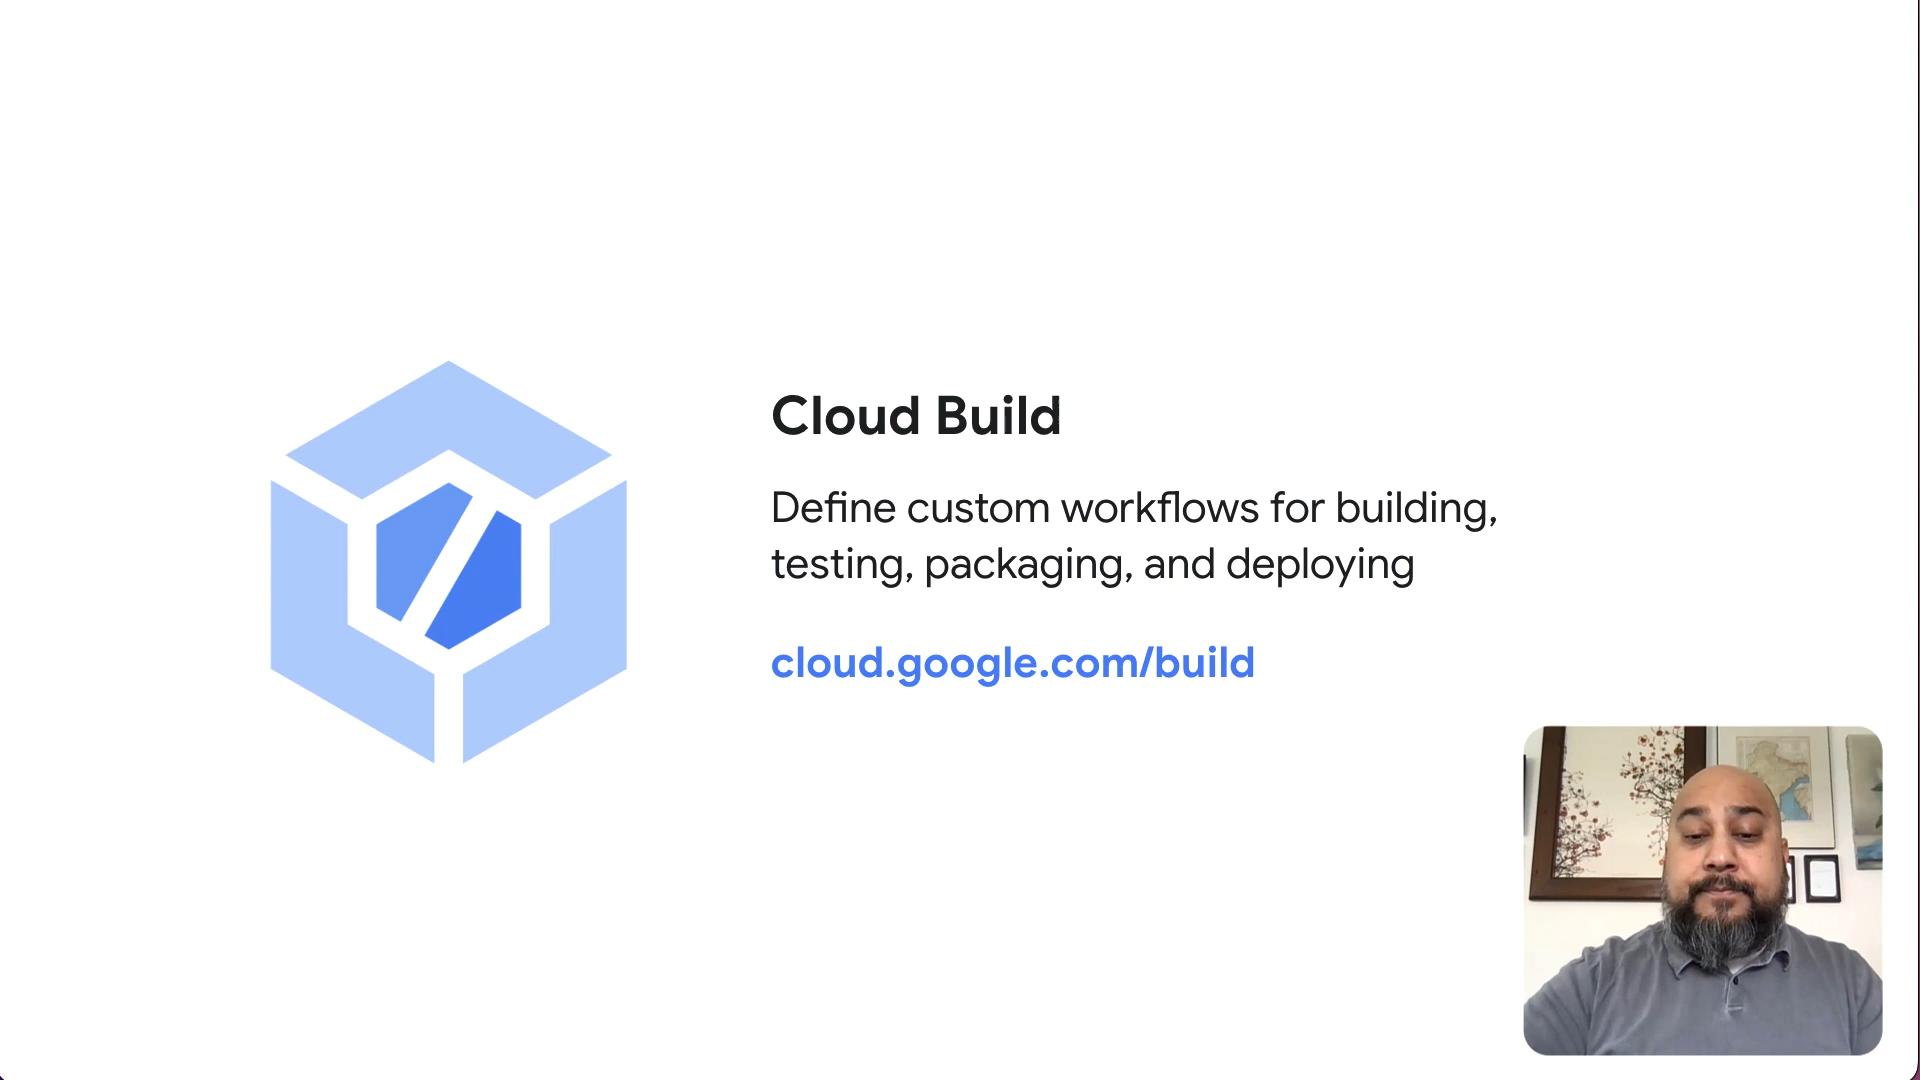 Cloud Build
Define custom workflows for building,
testing, packaging, and deploying
cloud.google.com/build